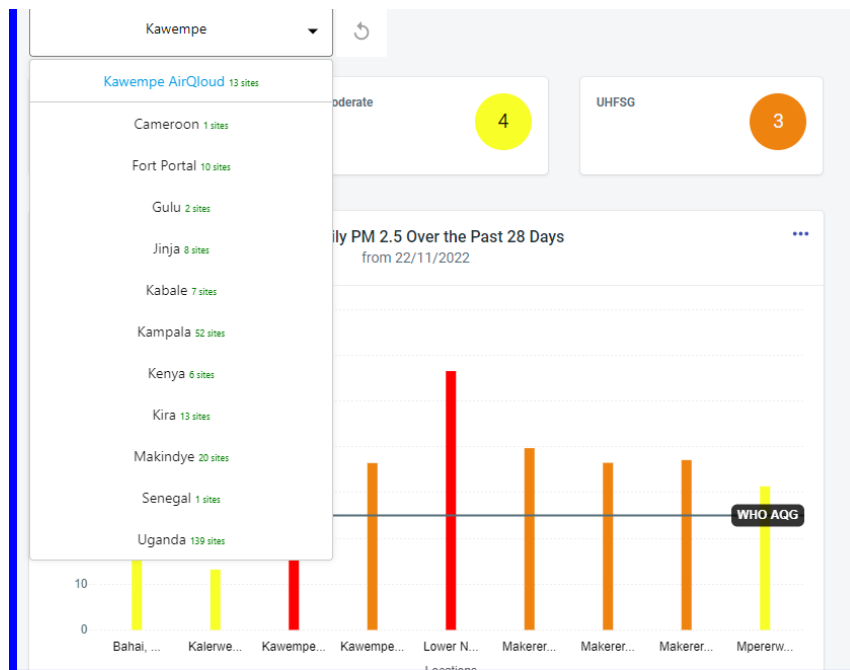 Kawempe
Kawempe AirQloud 13 sites
Cameroon 1 sites
Fort Portal 10 sites
Gulu 2 sites
Jinja 8 sites
Kabale 7 sites
Kampala 52 sites
Kenya 6 sites
Kira 13 sites
Makindye 20 sites
Senegal 1 sites
Uganda 139 sites
oderate
4
UHFSG
3
ily PM 2.5 Over the Past 28 Days
from 22/11/2022
WHO AQG
10
0
Bahai, ... Kalerwe... Kawempe... Kawempe... Lower N... Makerer... Makerer... Makerer... Mpererw...
Locations